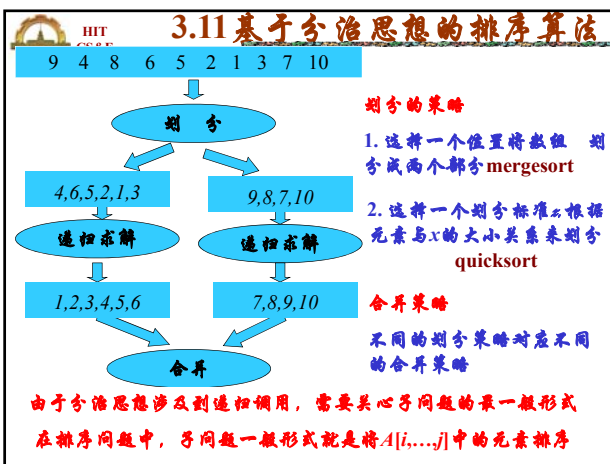 HIT
CS&E
3.11基于分治思想的排序算法
9 4 8 6 5 2 1 3 7 10
划 分
4,6,5,2,1,3
9,8,7,10
递归求解
递归求解
1,2,3,4,5,6
7,8,9,10
合并
划分的策略
1. 选择一个位置将数组 划
分成两个部分mergesort
2. 选择一个划分标准x,根据
元素与x的大小关系来划分
quicksort
合并策略
不同的划分策略对应不同
的合并策略
由于分治思想涉及到递归调用，需要关心子问题的最一般形式
在排序问题中，子问题一般形式就是将A[i,…,j]中的元素排序